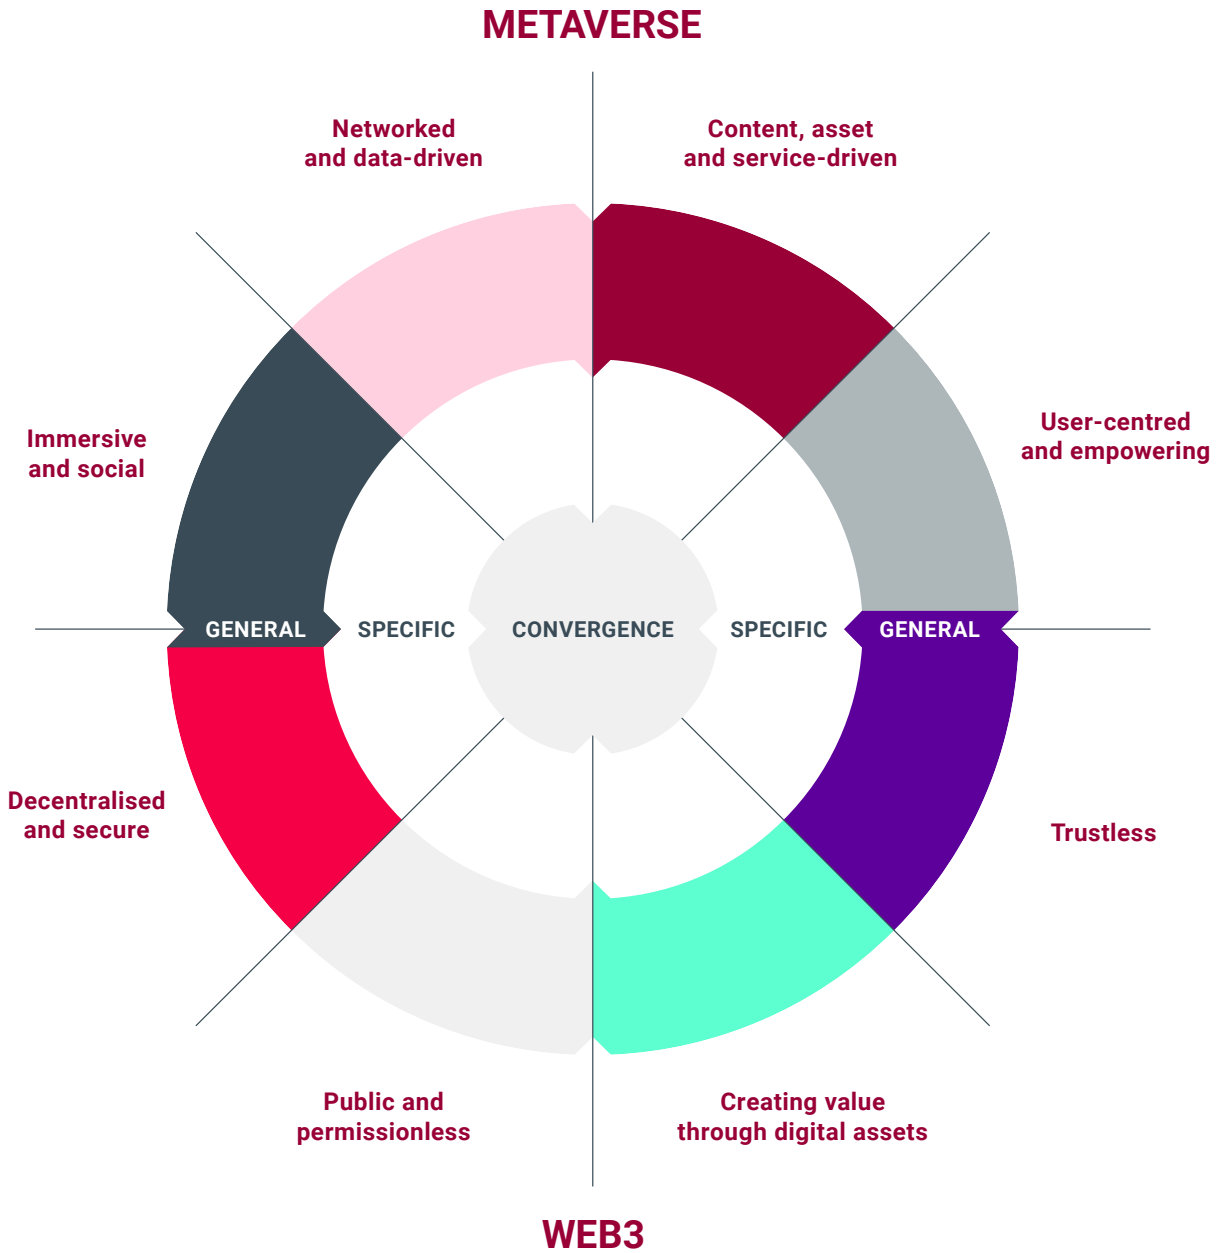 METAVERSE
Networked
and data-driven
Content, asset
and service-driven
Immersive
and social
User-centred
and empowering
GENERAL
SPECIFIC
CONVERGENCE
SPECIFIC
GENERAL
Decentralised
and secure
Trustless
Public and
permissionless
Creating value
through digital assets
WEB3